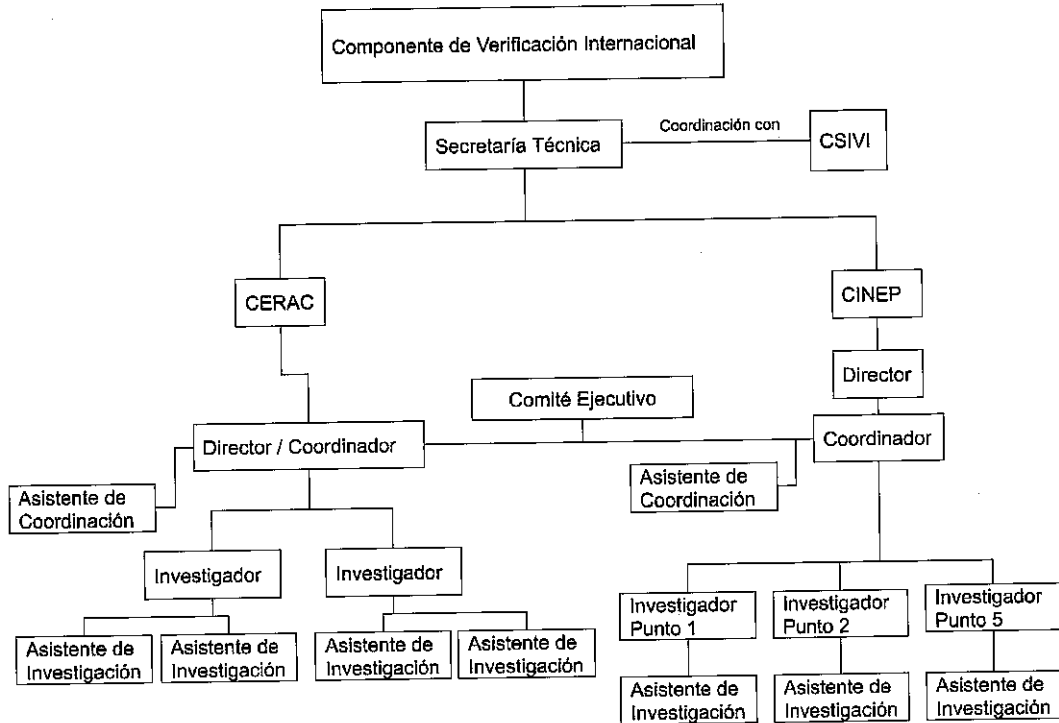 Componente de Verificación Internacional
Secretaría Técnica
Coordinación con
CSIVI
CERAC
CINEP
Director
Comité Ejecutivo
Director / Coordinador
Coordinador
Asistente de
Coordinación
Asistente de
Coordinación
Investigador
Investigador
Investigador
Punto 1
Investigador
Punto 2
Investigador
Punto 5
Asistente de
Investigación
Asistente de
Investigación
Asistente de
Investigación
Asistente de
Investigación
Asistente de
Investigación
Asistente de
Investigación
Asistente de
Investigación